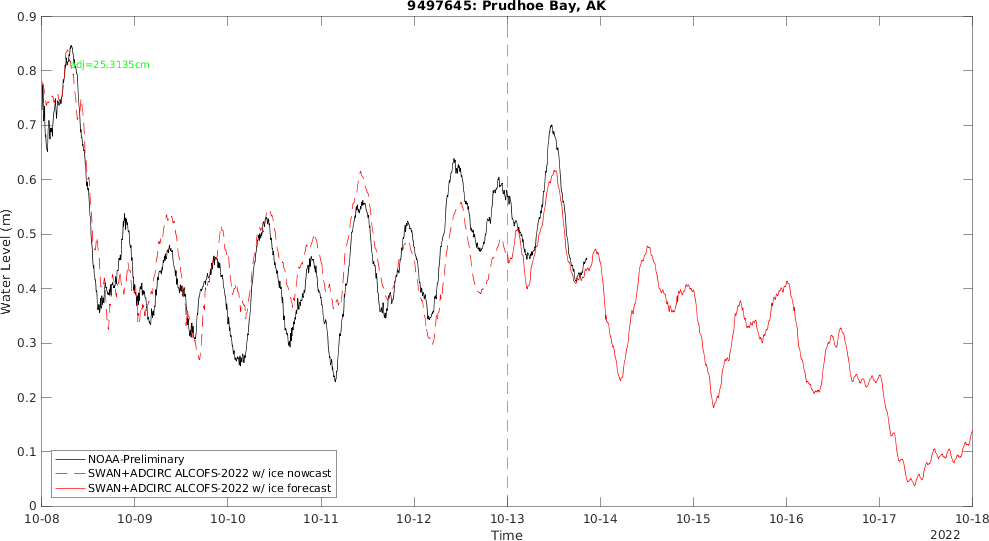 9497645: Prudhoe Bay, AK
adj=25.3135cm
Water Level (m)
0.9
0.8
0.7
0.6
0.5
0.4
0.3
0.2
0.1
0
NOAA-Preliminary
SWAN+ADCIRC ALCOFS-2022 w/ ice nowcast
SWAN+ADCIRC ALCOFS-2022 w/ ice forecast
10-08 10-09 10-10 10-11 10-12 10-13 10-14 10-15 10-16 10-17 10-18
Time
2022